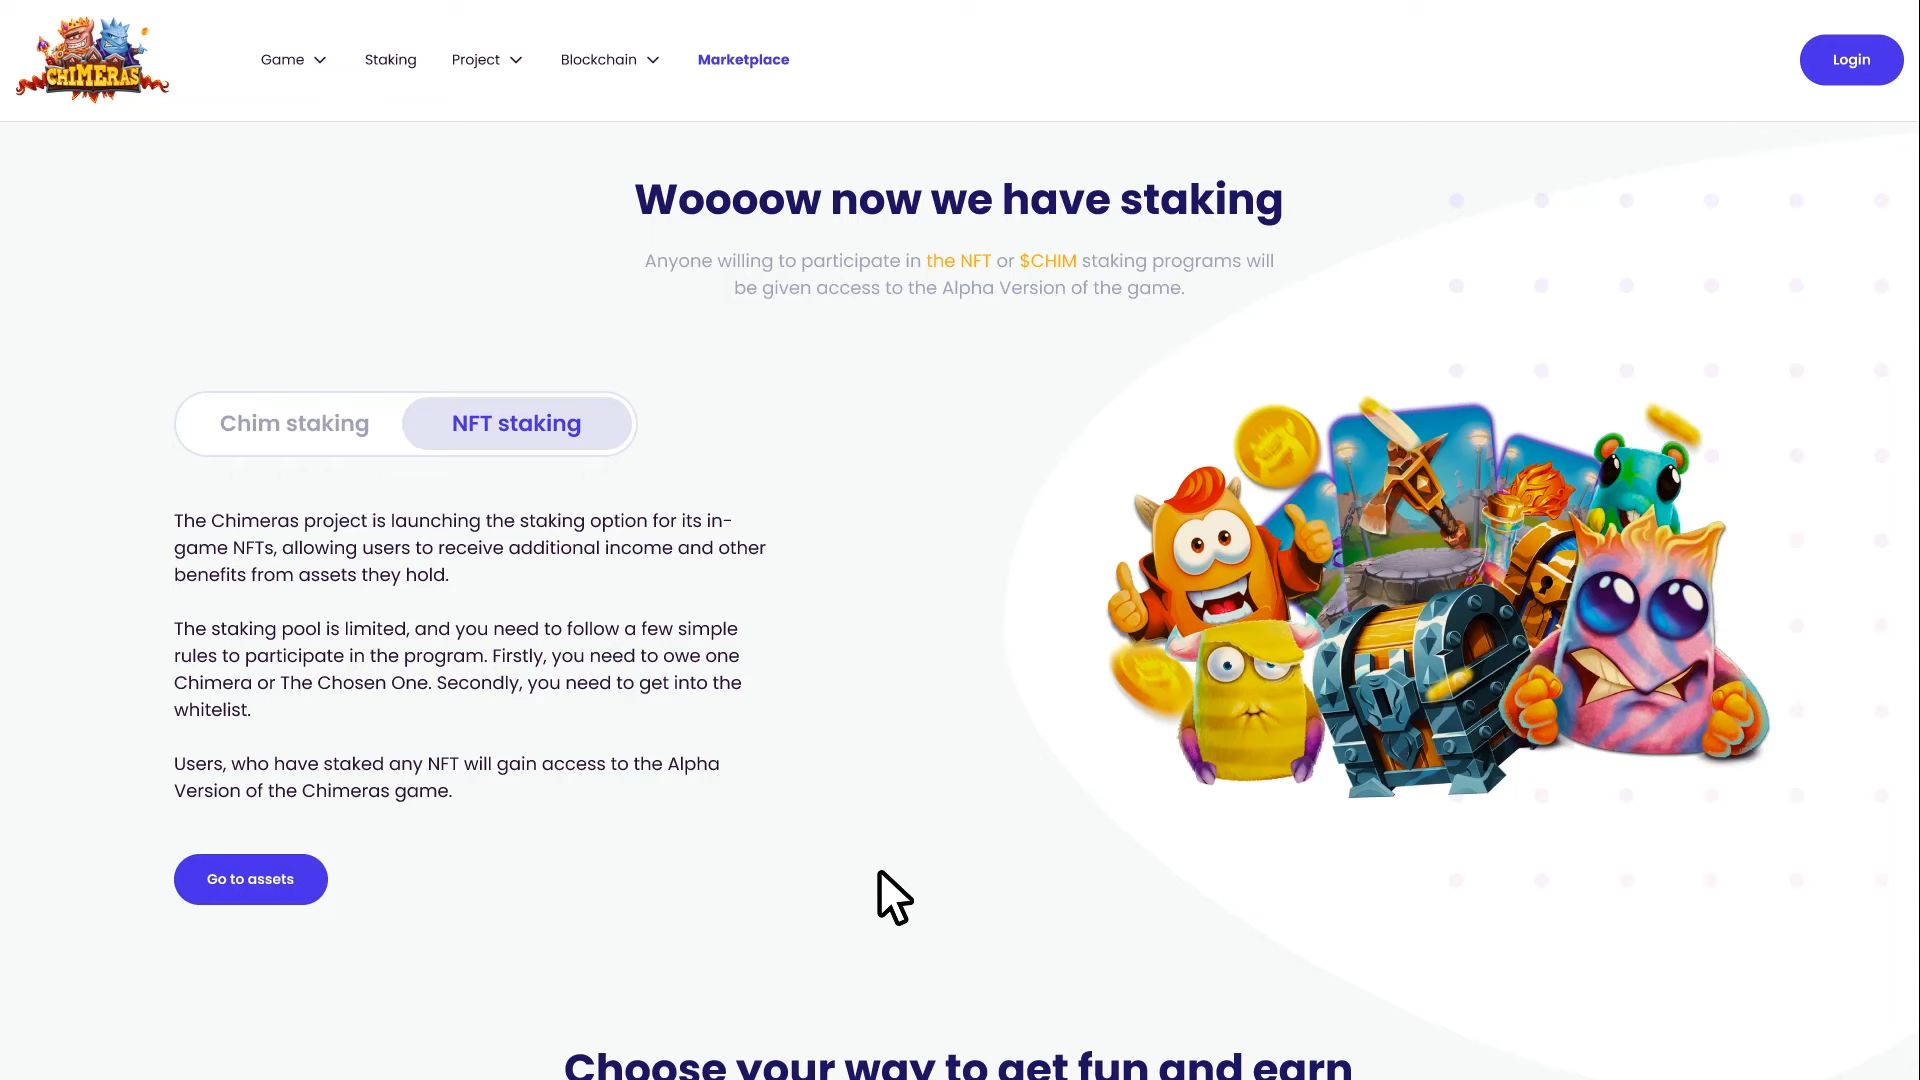 CHIMERAS
Game
Staking
Project
Blockchain
Marketplace
Login
Woooow now we have staking
Anyone willing to participate in the NFT or $CHIM staking programs will
be given access to the Alpha Version of the game.
Chim staking
NFT staking
The Chimeras project is launching the staking option for its in-
game NFTs, allowing users to receive additional income and other
benefits from assets they hold.
The staking pool is limited, and you need to follow a few simple
rules to participate in the program. Firstly, you need to owe one
Chimera or The Chosen One. Secondly, you need to get into the
whitelist.
Users, who have staked any NFT will gain access to the Alpha
Version of the Chimeras game.
Go to assets
Choose your way to get fun and earn